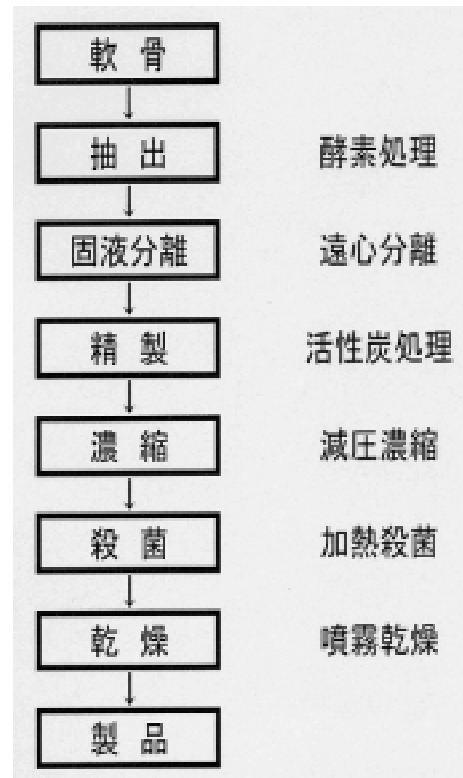 軟骨
抽出 酵素処理
固液分離 遠心分離
精製 活性炭処理
濃縮 減圧濃縮
殺菌 加熱殺菌
乾燥 噴霧乾燥
製品